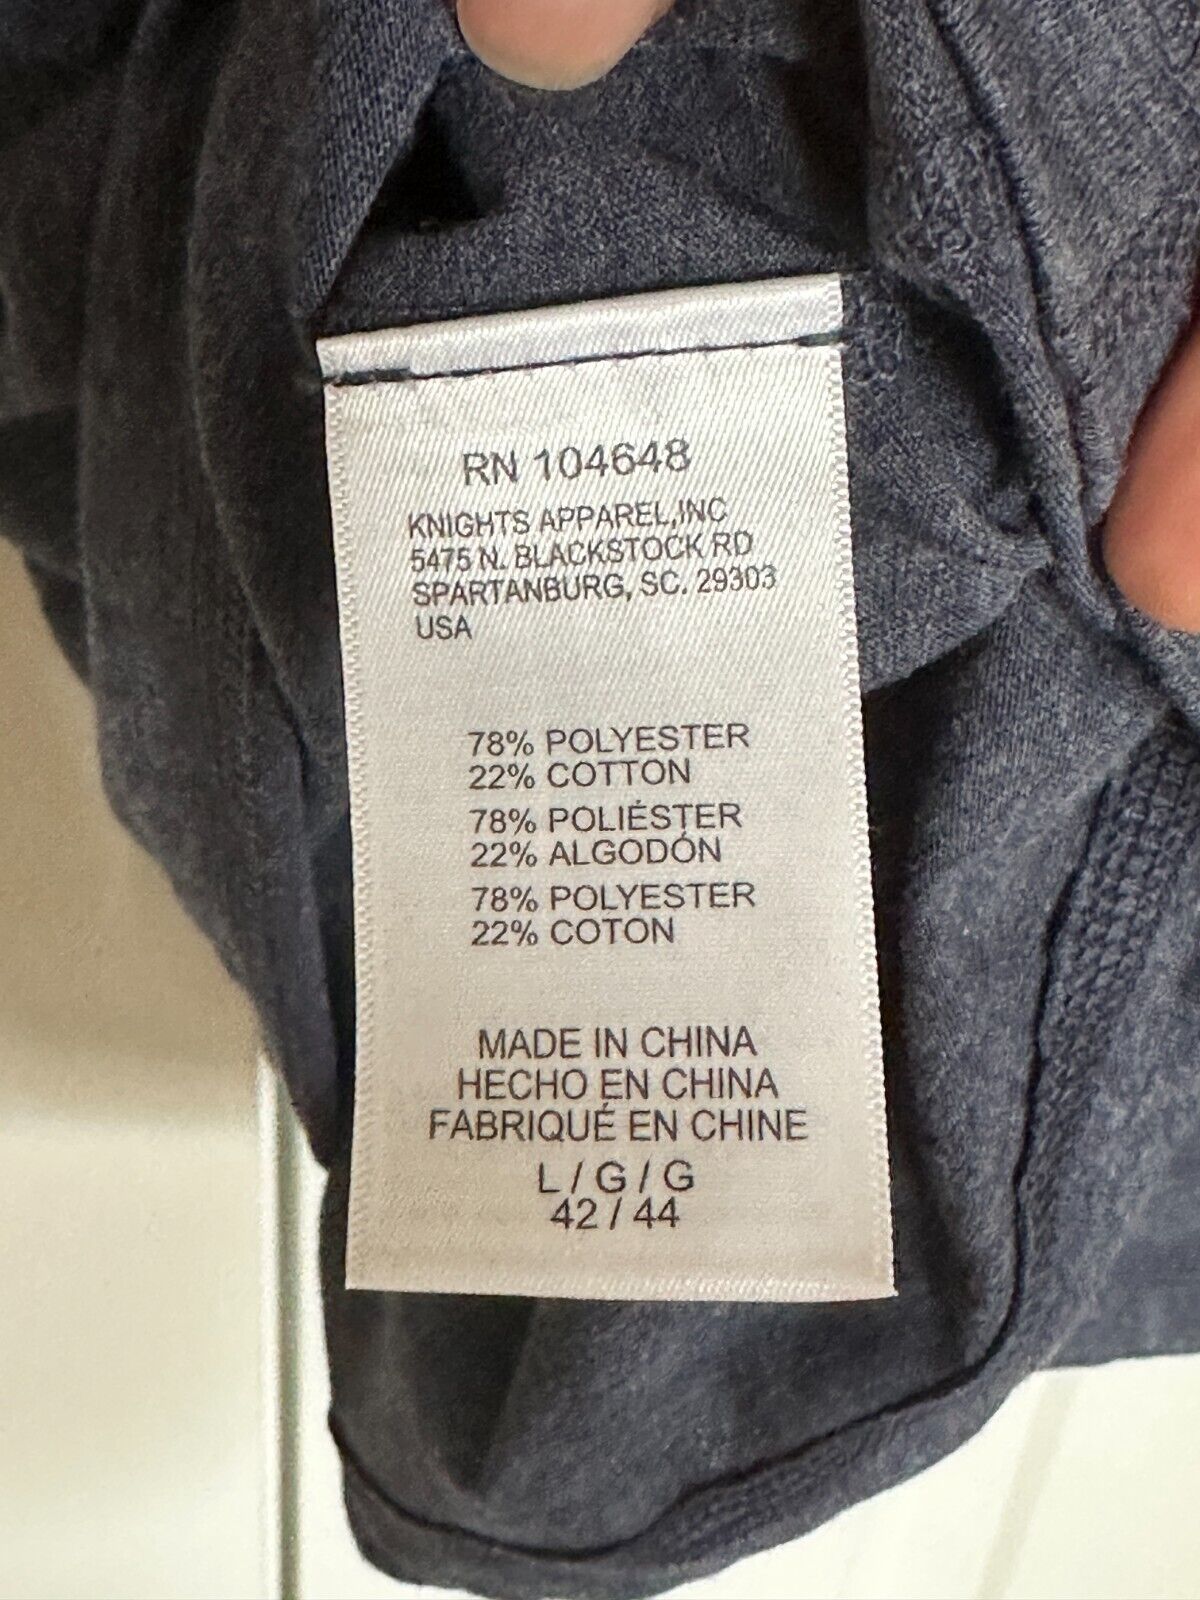 RN 104648
KNIGHTS APPAREL,INC
5475 N. BLACKSTOCK RD
SPARTANBURG, SC. 29303
USA
78% POLYESTER
22% COTTON
78% POLIÉSTER
22% ALGODÓN
78% POLYESTER
22% COTON
MADE IN CHINA
HECHO EN CHINA
FABRIQUÉ EN CHINE
L / G / G
42 / 44